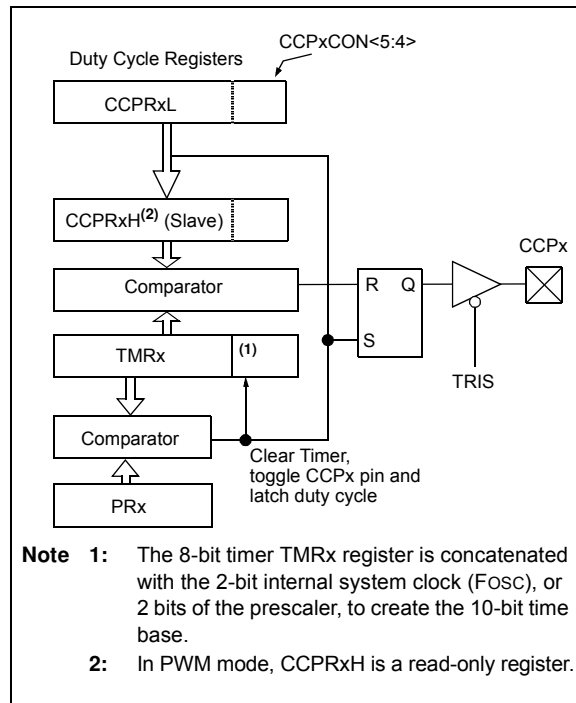 CCPxCON<5:4>
Duty Cycle Registers
CCPRxL
CCPRxH(2) (Slave)
CCPx
Comparator
R Q
TMRx (1)
S
TRIS
Comparator
Clear Timer,
toggle CCPx pin and
latch duty cycle
PRx
Note 1: The 8-bit timer TMRx register is concatenated
with the 2-bit internal system clock (FOSC), or
2 bits of the prescaler, to create the 10-bit time
base.
2: In PWM mode, CCPRxH is a read-only register.